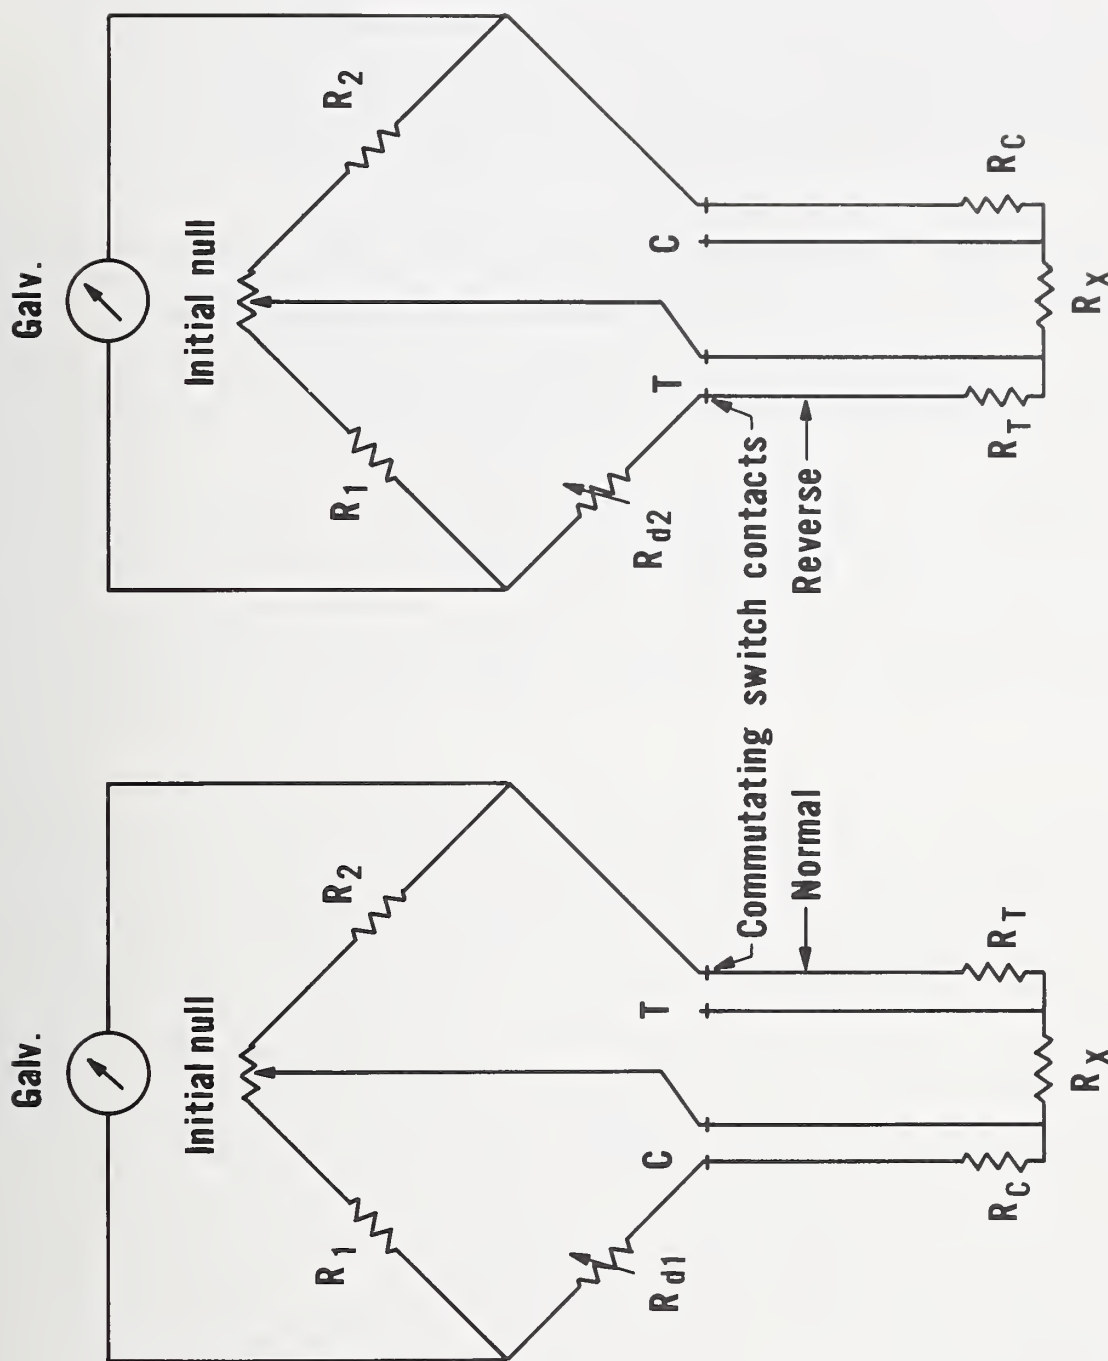 Galv.
Galv.
Initial null
Initial null
R1
R2
R1
R2
Rd1
C
T
Rd2
T
C
Commutating switch contacts
Normal
Reverse
RC
RT
RT
RC
RX
RX